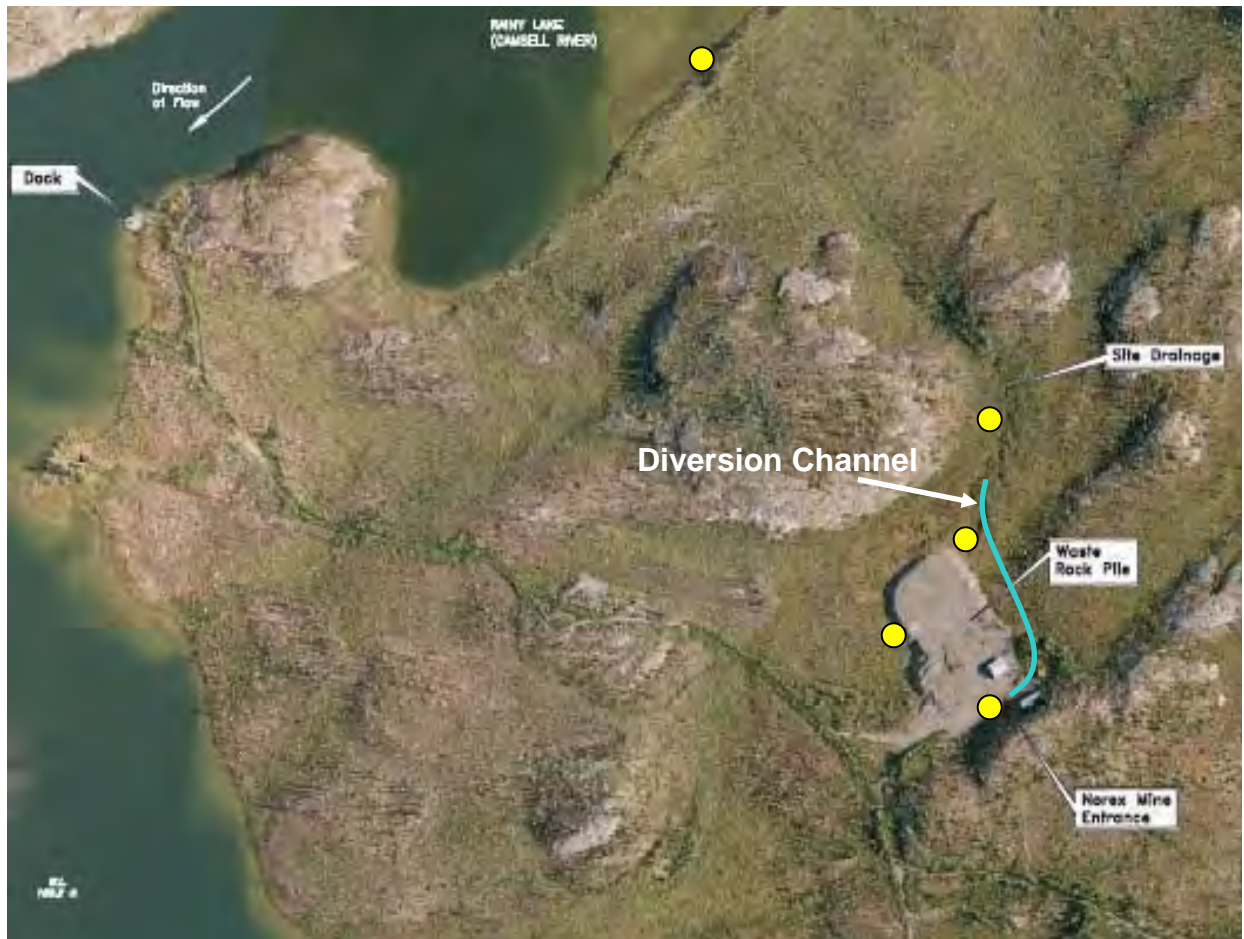 RAINY LAKE
(CAMSELL RIVER)
Direction
of Flow
Dock
Site Drainage
Diversion Channel
Waste
Rock Pile
Norex Mine
Entrance